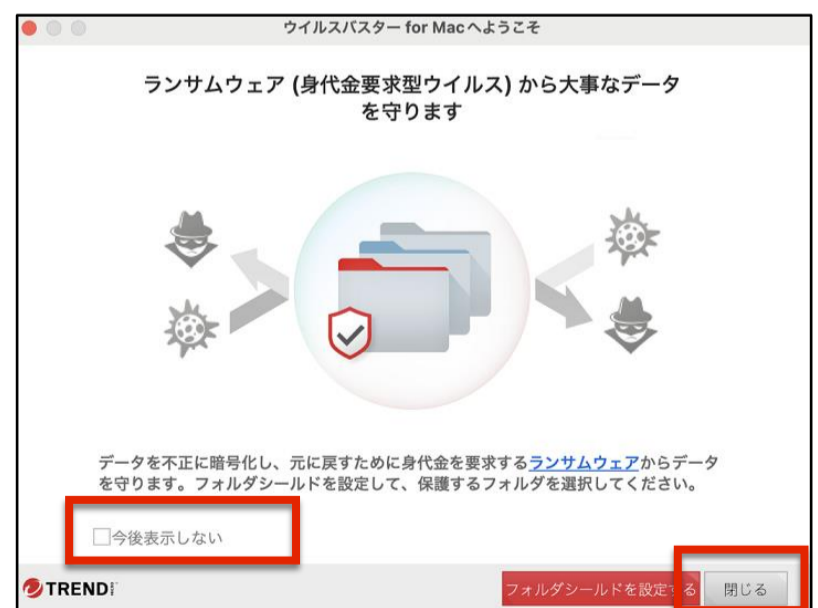 ウイルスバスター for Mac へようこそ
ランサムウェア (身代金要求型ウイルス) から大事なデータ
を守ります
データを不正に暗号化し、元に戻すために身代金を要求するランサムウェアからデータ
を守ります。フォルダシールドを設定して、保護するフォルダを選択してください。
今後表示しない
TREND
フォルダシールドを設定する
閉じる